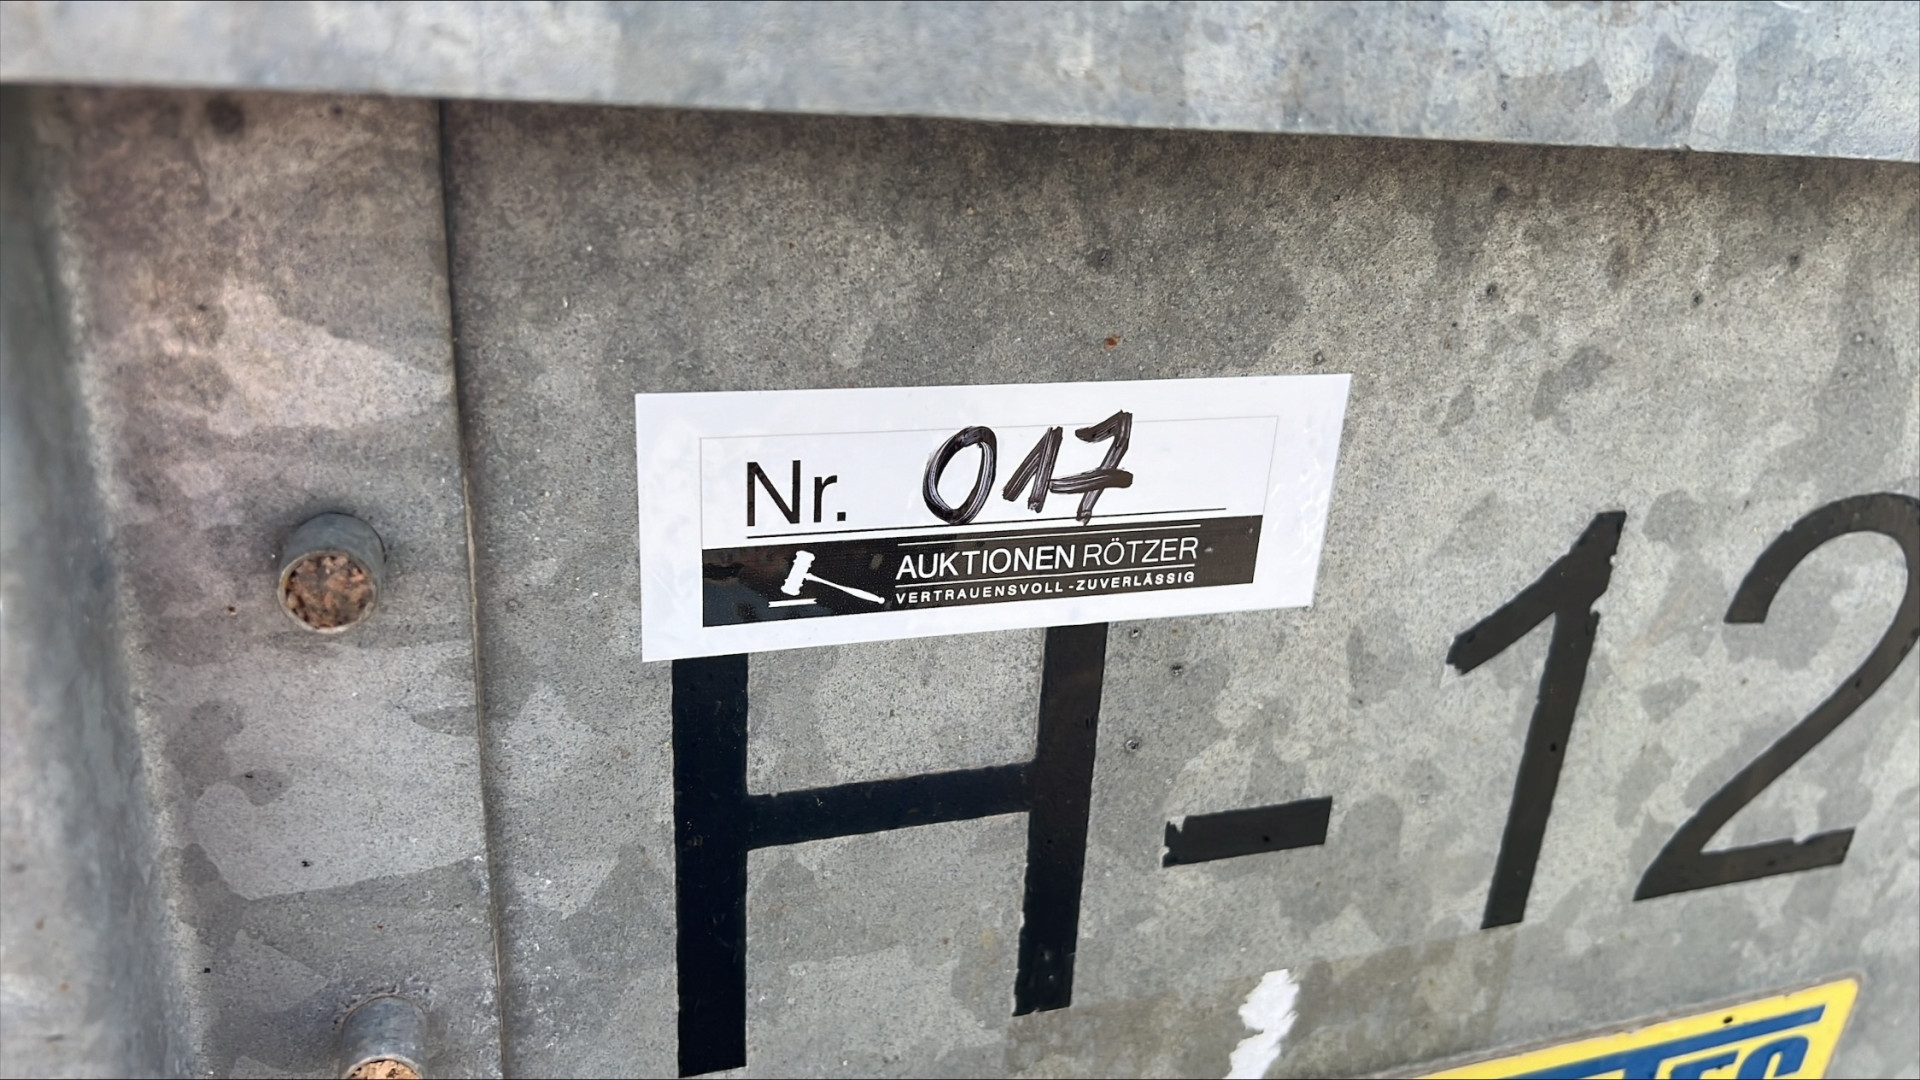 Nr. 017
AUKTIONEN RÖTZER
VERTRAUENSVOLL-ZUVERLÄSSIG
H-12